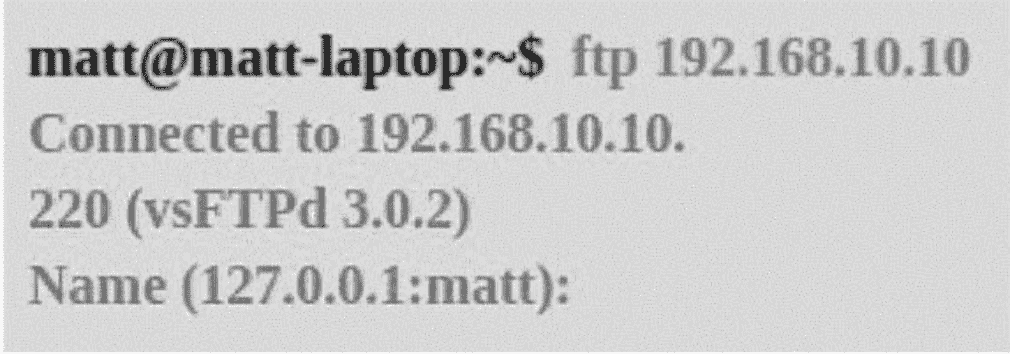 matt@matt-laptop:~$ ftp 192.168.10.10
Connected to 192.168.10.10.
220 (vsFTPd 3.0.2)
Name (127.0.0.1:matt):